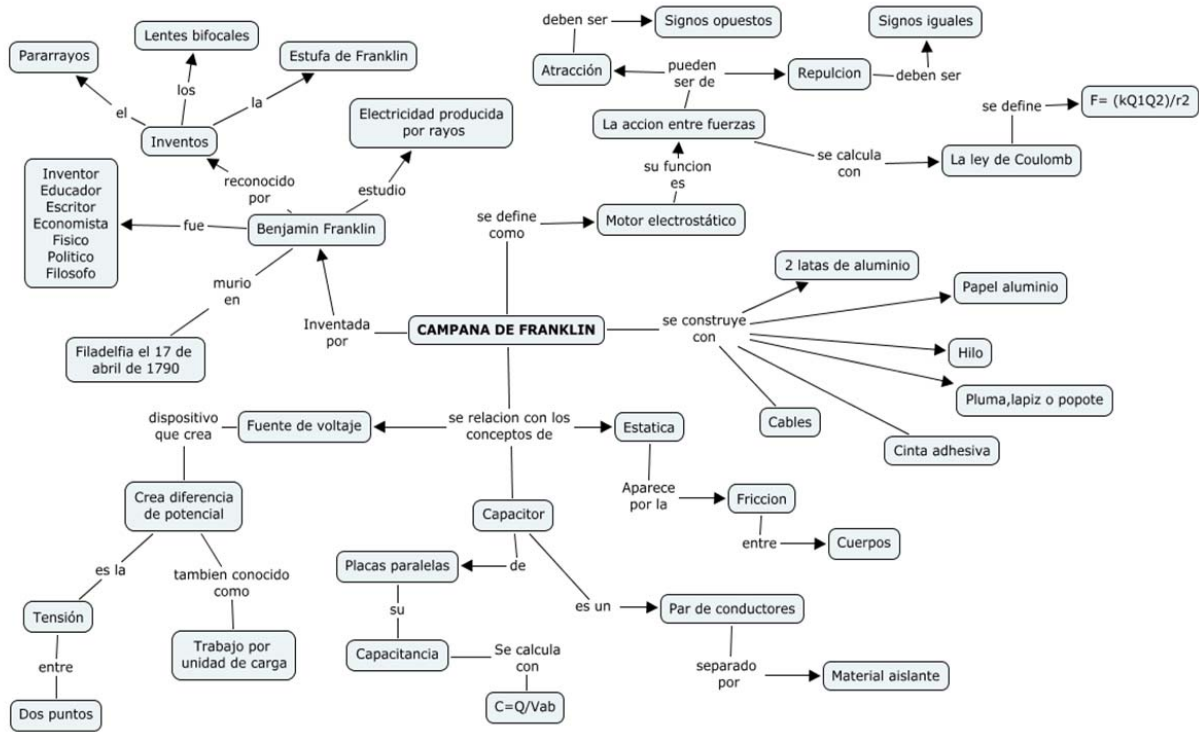 Pararrayos
Lentes bifocales
Estufa de Franklin
el
los
la
Inventos
reconocido
por
Electricidad producida
por rayos
estudio
Inventor
Educador
Escritor
Economista
Fisico
Politico
Filosofo
fue
Benjamin Franklin
murio
en
Filadelfia el 17 de
abril de 1790
Inventada
por
CAMPANA DE FRANKLIN
se define
como
Motor electrostático
su funcion
es
La accion entre fuerzas
pueden
ser de
Atracción
deben ser
Signos opuestos
Repulcion
deben ser
Signos iguales
se calcula
con
La ley de Coulomb
se define
F= (kQ1Q2)/r2
se construye
con
2 latas de aluminio
Papel aluminio
Hilo
Pluma,lapiz o popote
Cables
Cinta adhesiva
se relacion con los
conceptos de
Fuente de voltaje
dispositivo
que crea
Crea diferencia
de potencial
es la
Tensión
entre
Dos puntos
tambien conocido
como
Trabajo por
unidad de carga
Estatica
Aparece
por la
Friccion
entre
Cuerpos
Capacitor
de
Placas paralelas
su
Capacitancia
Se calcula
con
C=Q/Vab
es un
Par de conductores
separado
por
Material aislante